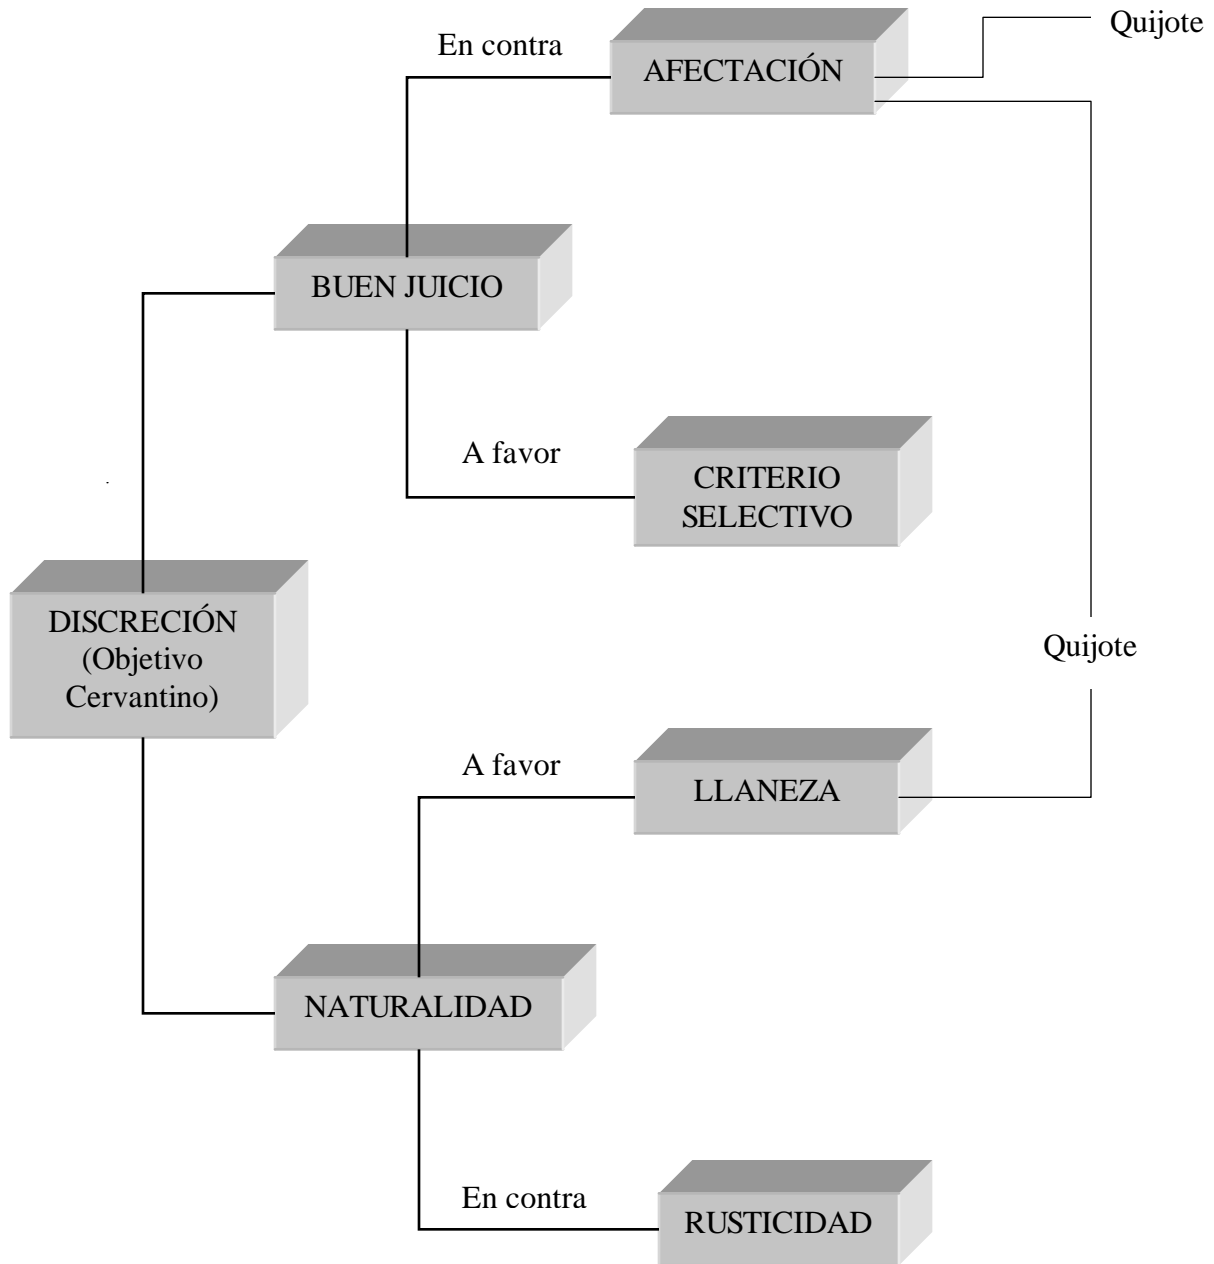 Quijote
En contra
AFECTACIÓN
BUEN JUICIO
A favor
CRITERIO
SELECTIVO
DISCRECIÓN
(Objetivo
Cervantino)
Quijote
A favor
LLANEZA
NATURALIDAD
En contra
RUSTICIDAD